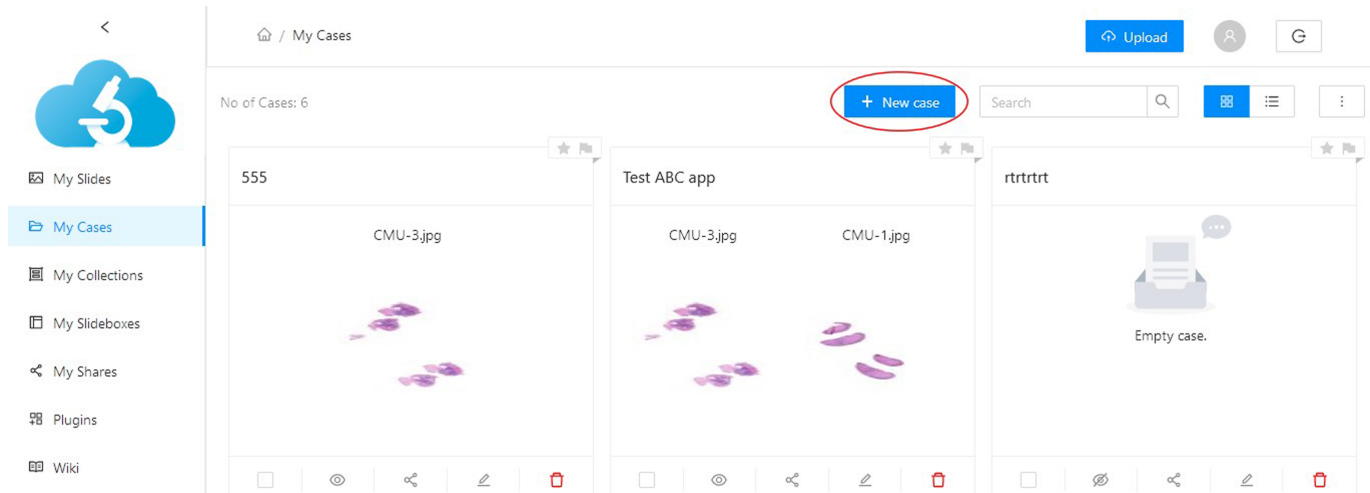 / My Cases
Upload
No of Cases: 6
+ New case
Search
My Slides
My Cases
My Collections
My Slideboxes
My Shares
Plugins
Wiki
555
CMU-3.jpg
Test ABC app
CMU-3.jpg CMU-1.jpg
rtrtrtrt
Empty case.